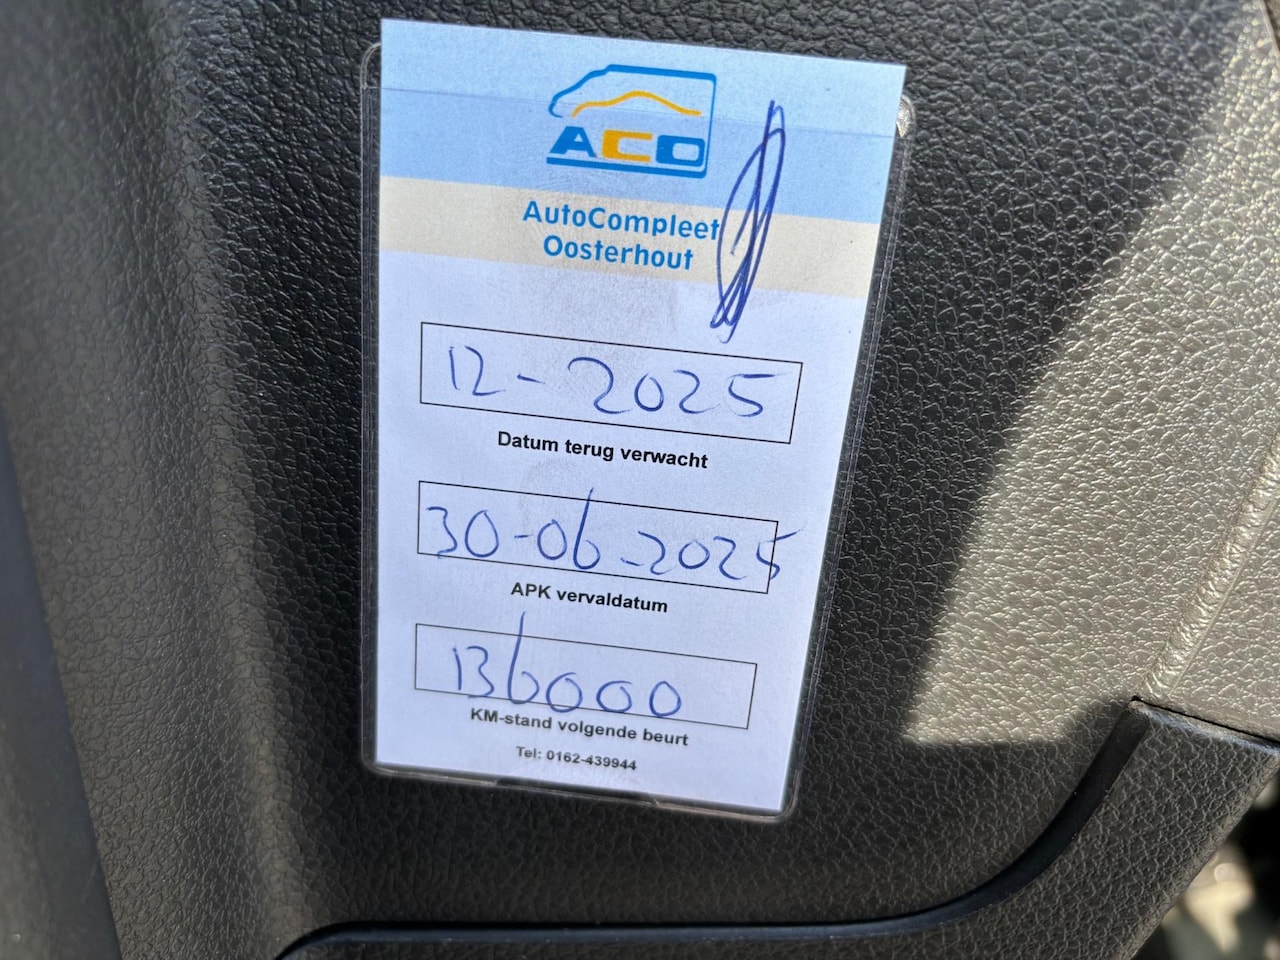 ACO
AutoCompleet
Oosterhout
12-2025
Datum terug verwacht
30-06-2025
APK vervaldatum
136000
KM-stand volgende beurt
Tel: 0162-439944